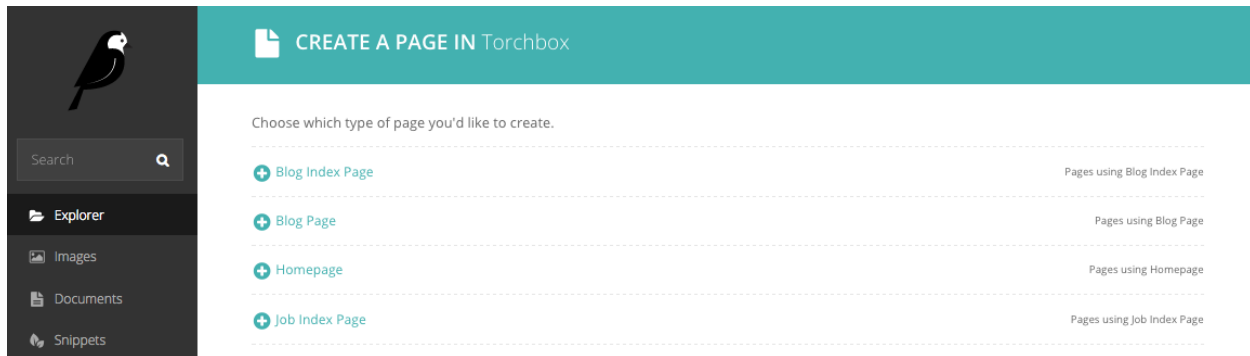 CREATE A PAGE IN Torchbox
Search
Explorer
Images
Documents
Snippets
Choose which type of page you'd like to create.
Blog Index Page Pages using Blog Index Page
Blog Page Pages using Blog Page
Homepage Pages using Homepage
Job Index Page Pages using Job Index Page